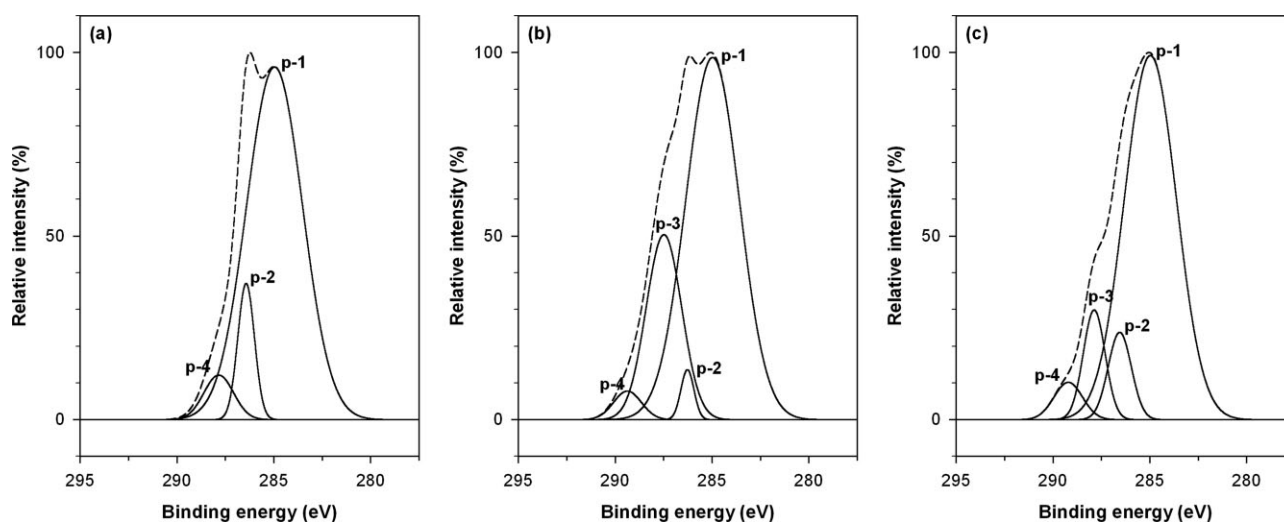 (a)
100
50
0
Relative intensity (%)
p-1
p-2
p-4
295
290
285
280
Binding energy (eV)
(b)
100
50
0
Relative intensity (%)
p-1
p-3
p-2
p-4
295
290
285
280
Binding energy (eV)
(c)
100
50
0
Relative intensity (%)
p-1
p-3
p-2
p-4
295
290
285
280
Binding energy (eV)